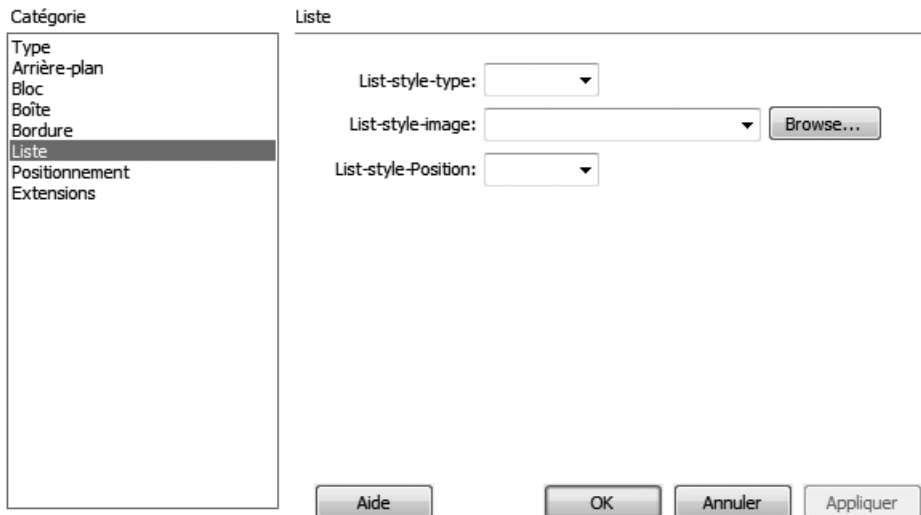 Catégorie
Type
Arrière-plan
Bloc
Boîte
Bordure
Liste
Positionnement
Extensions
Liste
List-style-type:
List-style-image:
Browse...
List-style-Position:
Aide
OK
Annuler
Appliquer